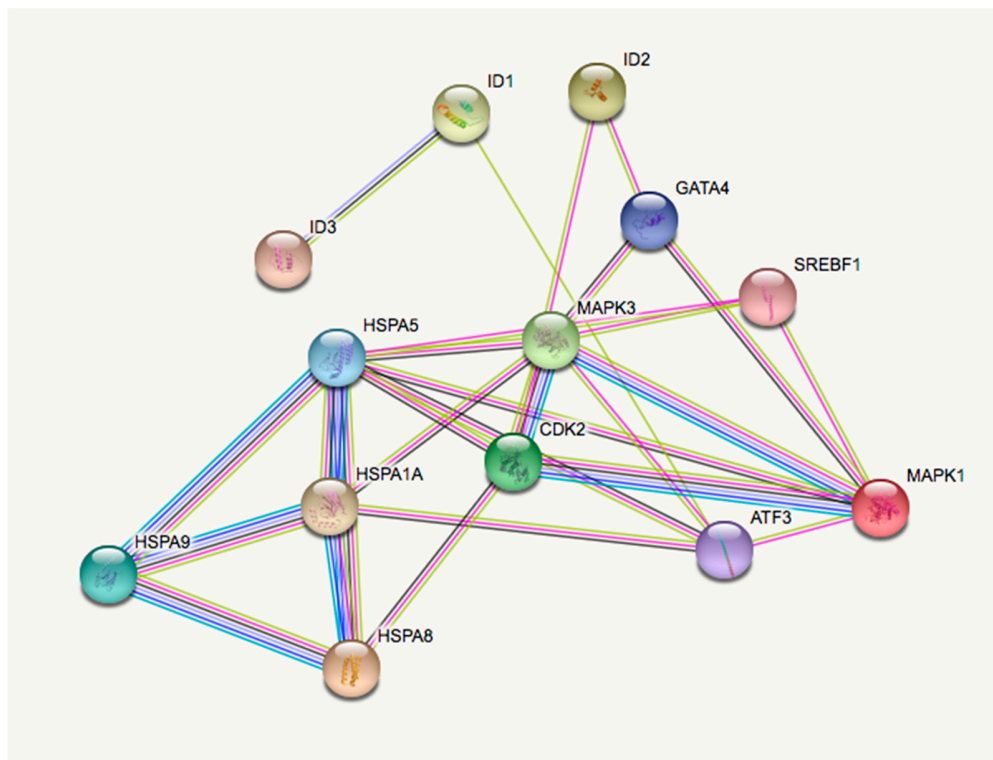 ID2
ID1
GATA4
ID3
SREBF1
MAPK3
HSPA5
CDK2
HSPA1A
MAPK1
ATF3
HSPA9
HSPA8